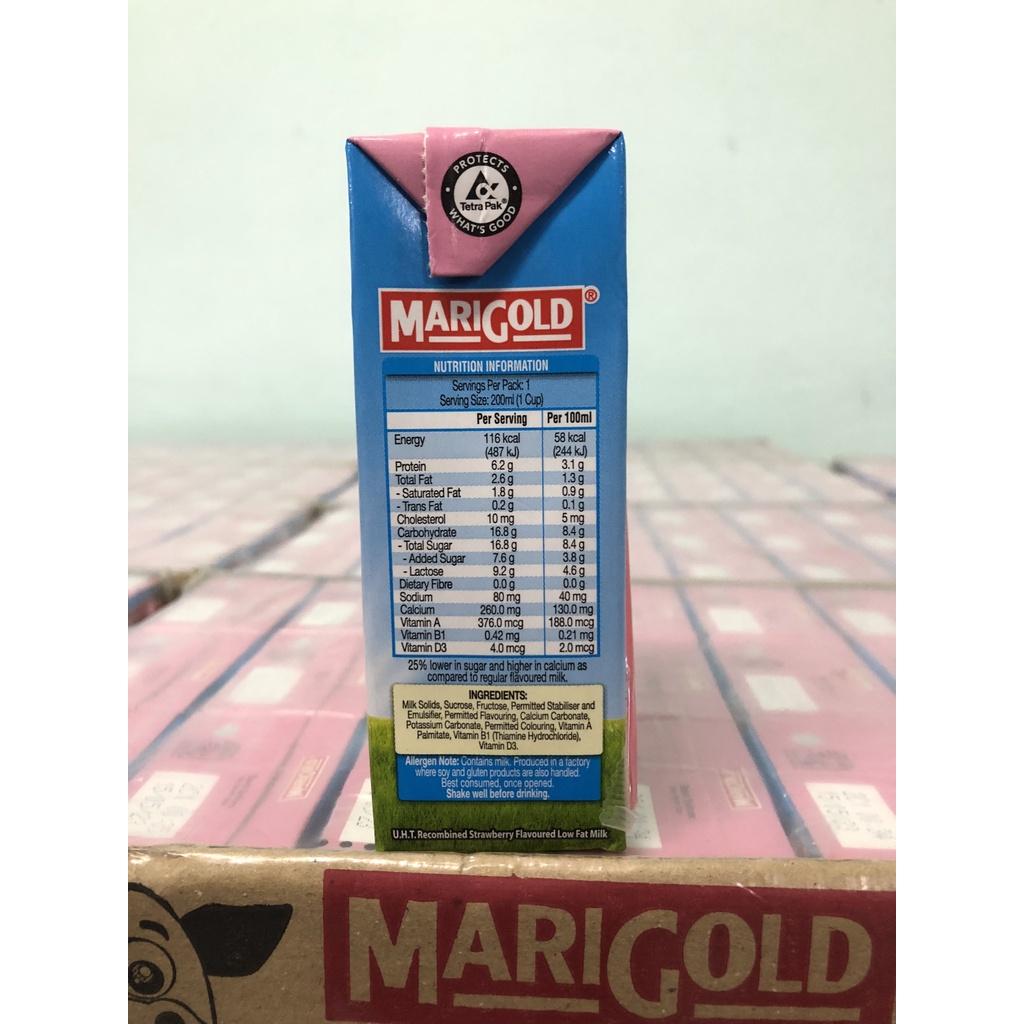 PROTECTS
Tetra Pak®
WHAT'S GOOD
MARIGOLD®
NUTRITION INFORMATION
Servings Per Pack: 1
Serving Size: 200ml (1 Cup)
Per Serving Per 100ml
Energy 116 kcal 58 kcal
(487 kJ) (244 kJ)
Protein 6.2 g 3.1 g
Total Fat 2.6 g 1.3 g
- Saturated Fat 1.8 g 0.9 g
- Trans Fat 0.2 g 0.1 g
Cholesterol 10 mg 5 mg
Carbohydrate 16.8 g 8.4 g
- Total Sugar 16.8 g 8.4 g
- Added Sugar 7.6 g 3.8 g
- Lactose 9.2 g 4.6 g
Dietary Fibre 0.0 g 0.0 g
Sodium 80 mg 40 mg
Calcium 260.0 mg 130.0 mg
Vitamin A 376.0 mcg 188.0 mcg
Vitamin B1 0.42 mg 0.21 mg
Vitamin D3 4.0 mcg 2.0 mcg
25% lower in sugar and higher in calcium as
compared to regular flavoured milk.
INGREDIENTS:
Milk Solids, Sucrose, Fructose, Permitted Stabiliser and
Emulsifier, Permitted Flavouring, Calcium Carbonate,
Potassium Carbonate, Permitted Colouring, Vitamin A
Palmitate, Vitamin B1 (Thiamine Hydrochloride),
Vitamin D3.
Allergen Note: Contains milk. Produced in a factory
where soy and gluten products are also handled.
Best consumed, once opened.
Shake well before drinking.
U.H.T. Recombined Strawberry Flavoured Low Fat Milk
MARIGOLD